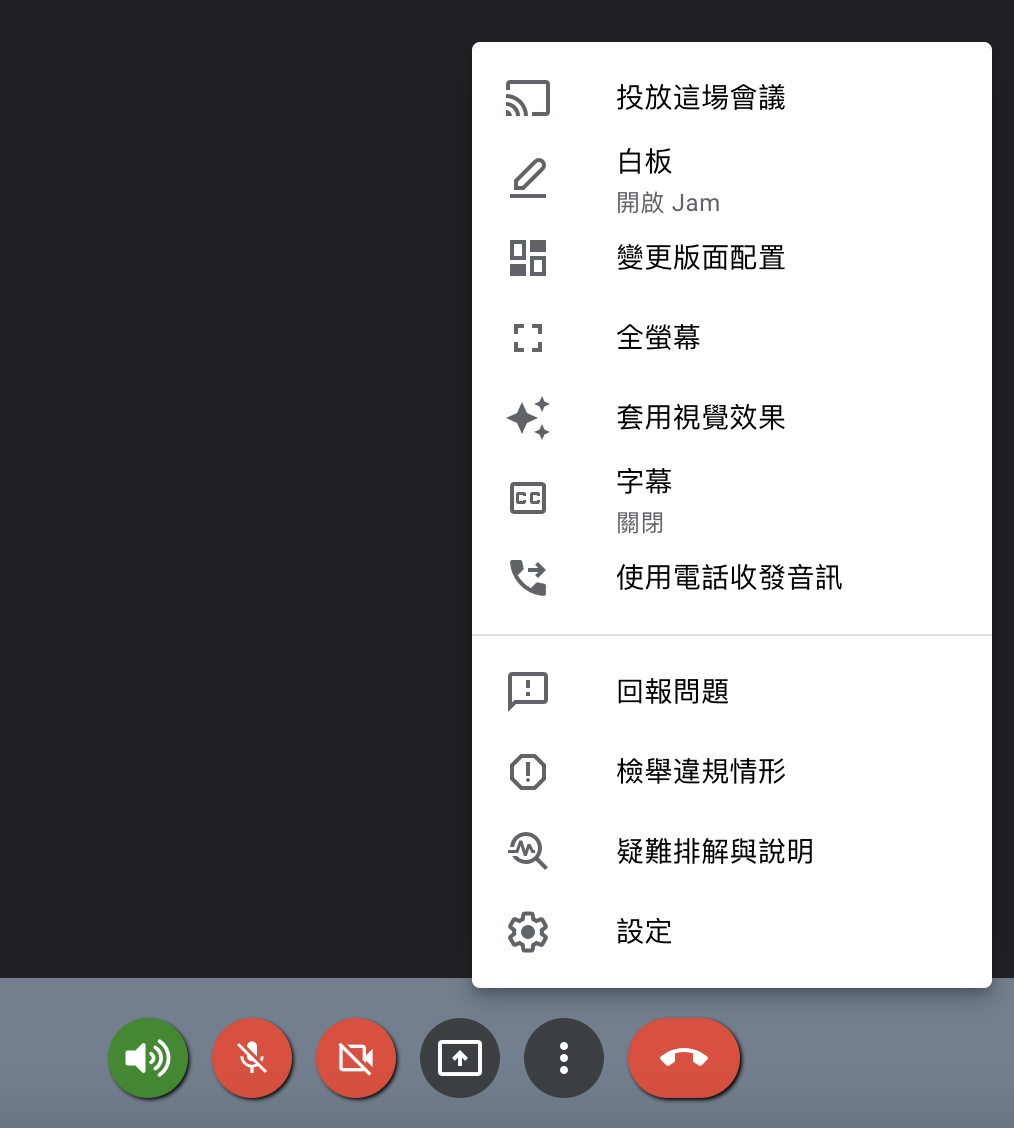 投放這場會議
白板
開啟 Jam
變更版面配置
全螢幕
套用視覺效果
CC
字幕
關閉
使用電話收發音訊
回報問題
檢舉違規情形
疑難排解與說明
設定